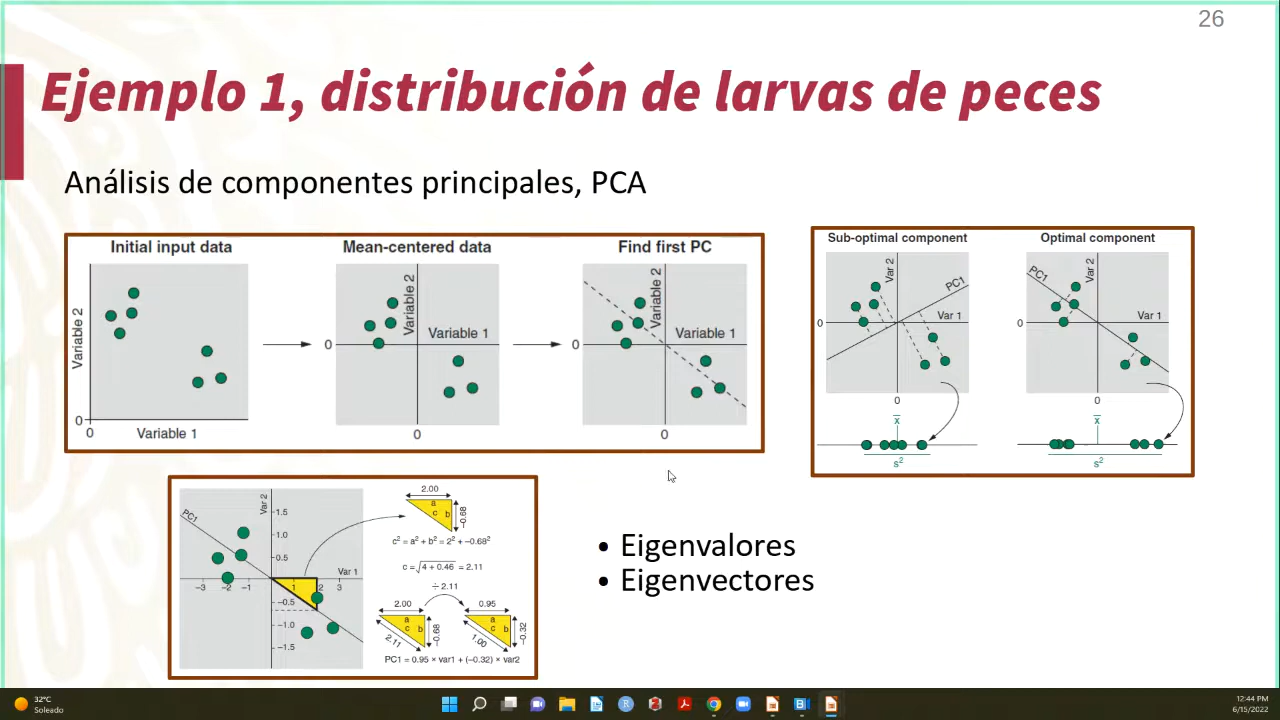 26
Ejemplo 1, distribución de larvas de peces
Análisis de componentes principales, PCA
Initial input data
Variable 2
0
0
Variable 1
Mean-centered data
Variable 2
Variable 1
0
0
Find first PC
Variable 2
Variable 1
0
0
Sub-optimal component
Var 2
PC1
Var 1
0
0
x̅
s²
Optimal component
PC1
Var 2
Var 1
0
0
x̅
s²
PC1
Var 2
1.5
1.0
0.5
Var 1
−3 −2 −1 1 2 3
−0.5
−1.0
−1.5
2.00
a
c b
−0.68
c² = a² + b² = 2² + −0.68²
c = √4 + 0.46 = 2.11
÷ 2.11
2.00
a
c b
−0.68
2.11
0.95
a
c b
−0.32
1.00
PC1 = 0.95 × var1 + (−0.32) × var2
• Eigenvalores
• Eigenvectores
32°C
Soleado
12:44 PM
6/15/2022